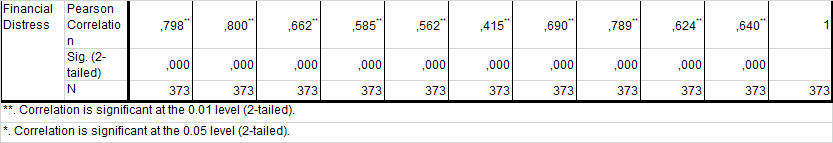 Financial Distress Pearson Correlatio n ,798** ,800** ,662** ,585** ,562** ,415** ,690** ,789** ,624** ,640** 1
Sig. (2-tailed) ,000 ,000 ,000 ,000 ,000 ,000 ,000 ,000 ,000 ,000
N 373 373 373 373 373 373 373 373 373 373 373
**. Correlation is significant at the 0.01 level (2-tailed).
*. Correlation is significant at the 0.05 level (2-tailed).